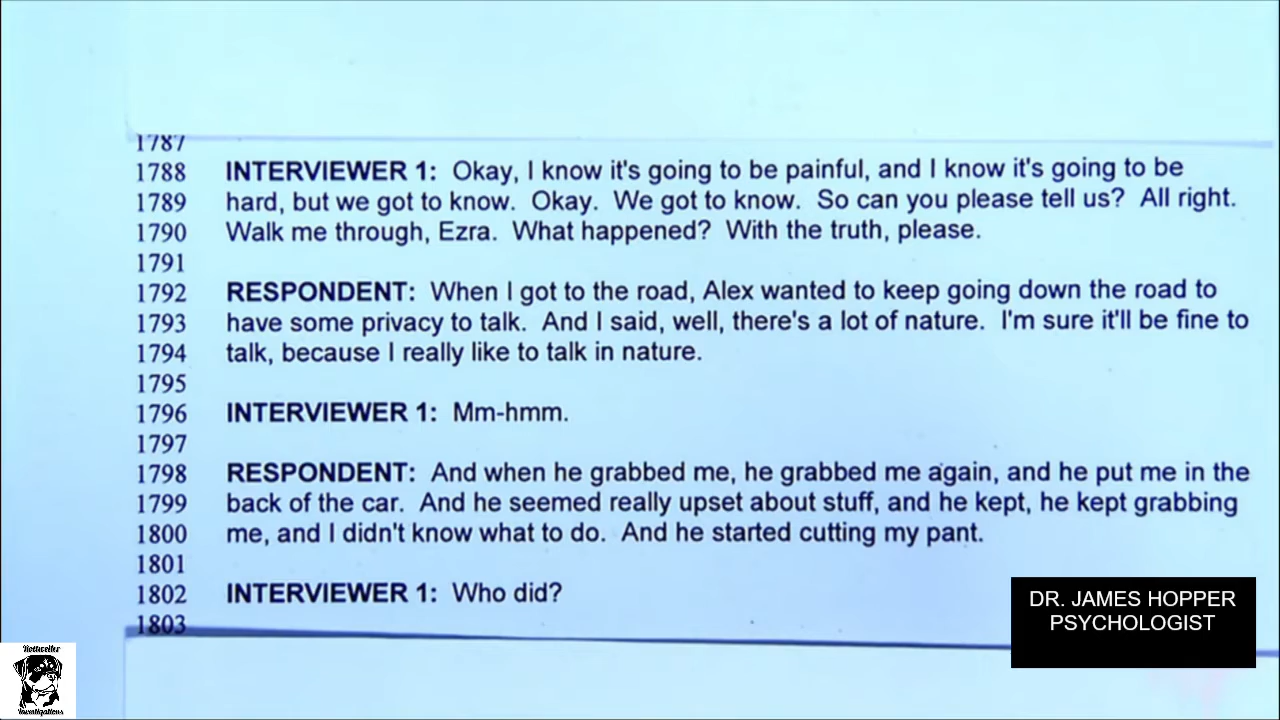 1787
1788 INTERVIEWER 1: Okay, I know it's going to be painful, and I know it's going to be
1789 hard, but we got to know. Okay. We got to know. So can you please tell us? All right.
1790 Walk me through, Ezra. What happened? With the truth, please.
1791
1792 RESPONDENT: When I got to the road, Alex wanted to keep going down the road to
1793 have some privacy to talk. And I said, well, there's a lot of nature. I'm sure it'll be fine to
1794 talk, because I really like to talk in nature.
1795
1796 INTERVIEWER 1: Mm-hmm.
1797
1798 RESPONDENT: And when he grabbed me, he grabbed me again, and he put me in the
1799 back of the car. And he seemed really upset about stuff, and he kept, he kept grabbing
1800 me, and I didn't know what to do. And he started cutting my pant.
1801
1802 INTERVIEWER 1: Who did?
1803
DR. JAMES HOPPER
PSYCHOLOGIST
Rottweiler
Investigations